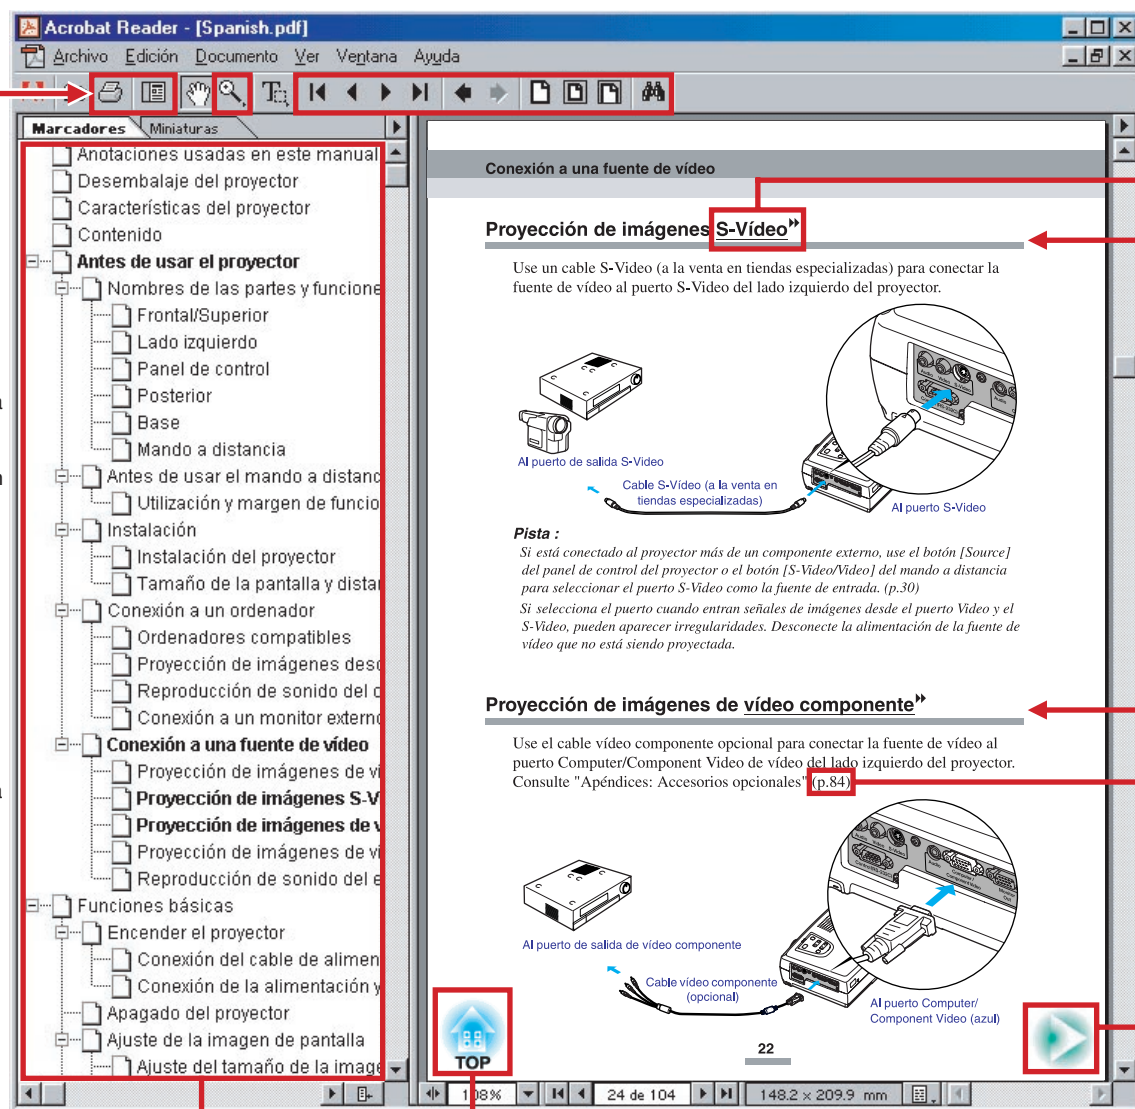 Acrobat Reader - [Spanish.pdf]
Archivo Edición Documento Ver Ventana Ayuda
Marcadores Miniaturas
Anotaciones usadas en este manual
Desembalaje del proyector
Características del proyector
Contenido
Antes de usar el proyector
Nombres de las partes y funcione
Frontal/Superior
Lado izquierdo
Panel de control
Posterior
Base
Mando a distancia
Antes de usar el mando a distanc
Utilización y margen de funcio
Instalación
Instalación del proyector
Tamaño de la pantalla y distan
Conexión a un ordenador
Ordenadores compatibles
Proyección de imágenes desd
Reproducción de sonido del o
Conexión a un monitor externo
Conexión a una fuente de vídeo
Proyección de imágenes de vi
Proyección de imágenes S-V
Proyección de imágenes de v
Proyección de imágenes de vi
Reproducción de sonido del e
Funciones básicas
Encender el proyector
Conexión del cable de alimen
Conexión de la alimentación y
Apagado del proyector
Ajuste de la imagen de pantalla
Ajuste del tamaño de la image
Conexión a una fuente de vídeo
Proyección de imágenes S-Vídeo
Use un cable S-Video (a la venta en tiendas especializadas) para conectar la
fuente de vídeo al puerto S-Video del lado izquierdo del proyector.
Audio Video S-Video
Audio
Al puerto de salida S-Video
Cable S-Vídeo (a la venta en
tiendas especializadas)
Al puerto S-Video
Pista :
Si está conectado al proyector más de un componente externo, use el botón [Source]
del panel de control del proyector o el botón [S-Video/Video] del mando a distancia
para seleccionar el puerto S-Video como la fuente de entrada. (p.30)
Si selecciona el puerto cuando entran señales de imágenes desde el puerto Video y el
S-Video, pueden aparecer irregularidades. Desconecte la alimentación de la fuente de
vídeo que no está siendo proyectada.
Proyección de imágenes de vídeo componente
Use el cable vídeo componente opcional para conectar la fuente de vídeo al
puerto Computer/Component Video de vídeo del lado izquierdo del proyector.
Consulte "Apéndices: Accesorios opcionales" (p.84)
Audio Video S-Video
Audio
Component Video
Monitor
Out
Al puerto de salida de vídeo componente
Cable vídeo componente
(opcional)
Al puerto Computer/
Component Video (azul)
TOP
22
108% 24 de 104 148.2 × 209.9 mm